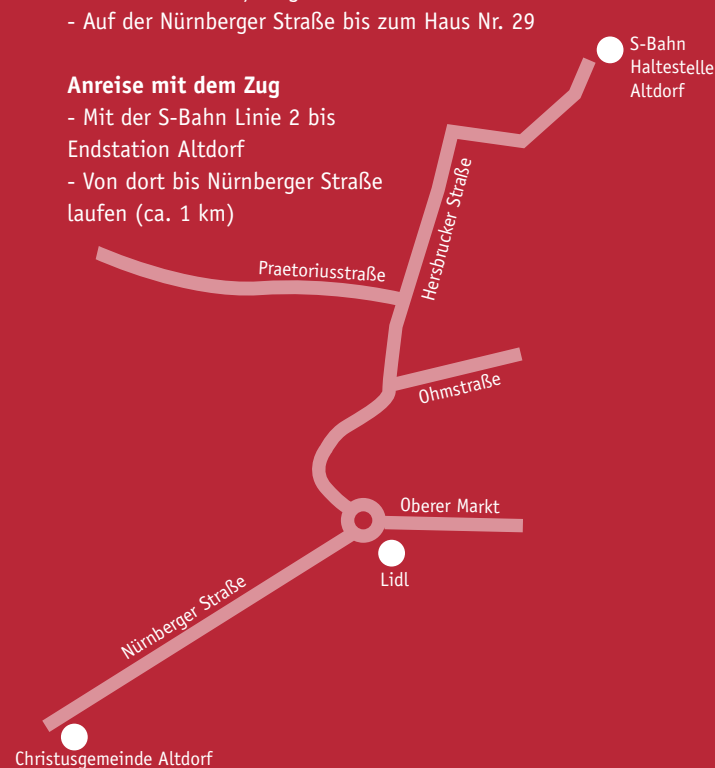 - Auf der Nürnberger Straße bis zum Haus Nr. 29
S-Bahn
Haltestelle
Altdorf
Anreise mit dem Zug
- Mit der S-Bahn Linie 2 bis
Endstation Altdorf
- Von dort bis Nürnberger Straße
laufen (ca. 1 km)
Hersbrucker Straße
Praetoriusstraße
Ohmstraße
Oberer Markt
Lidl
Nürnberger Straße
Christusgemeinde Altdorf